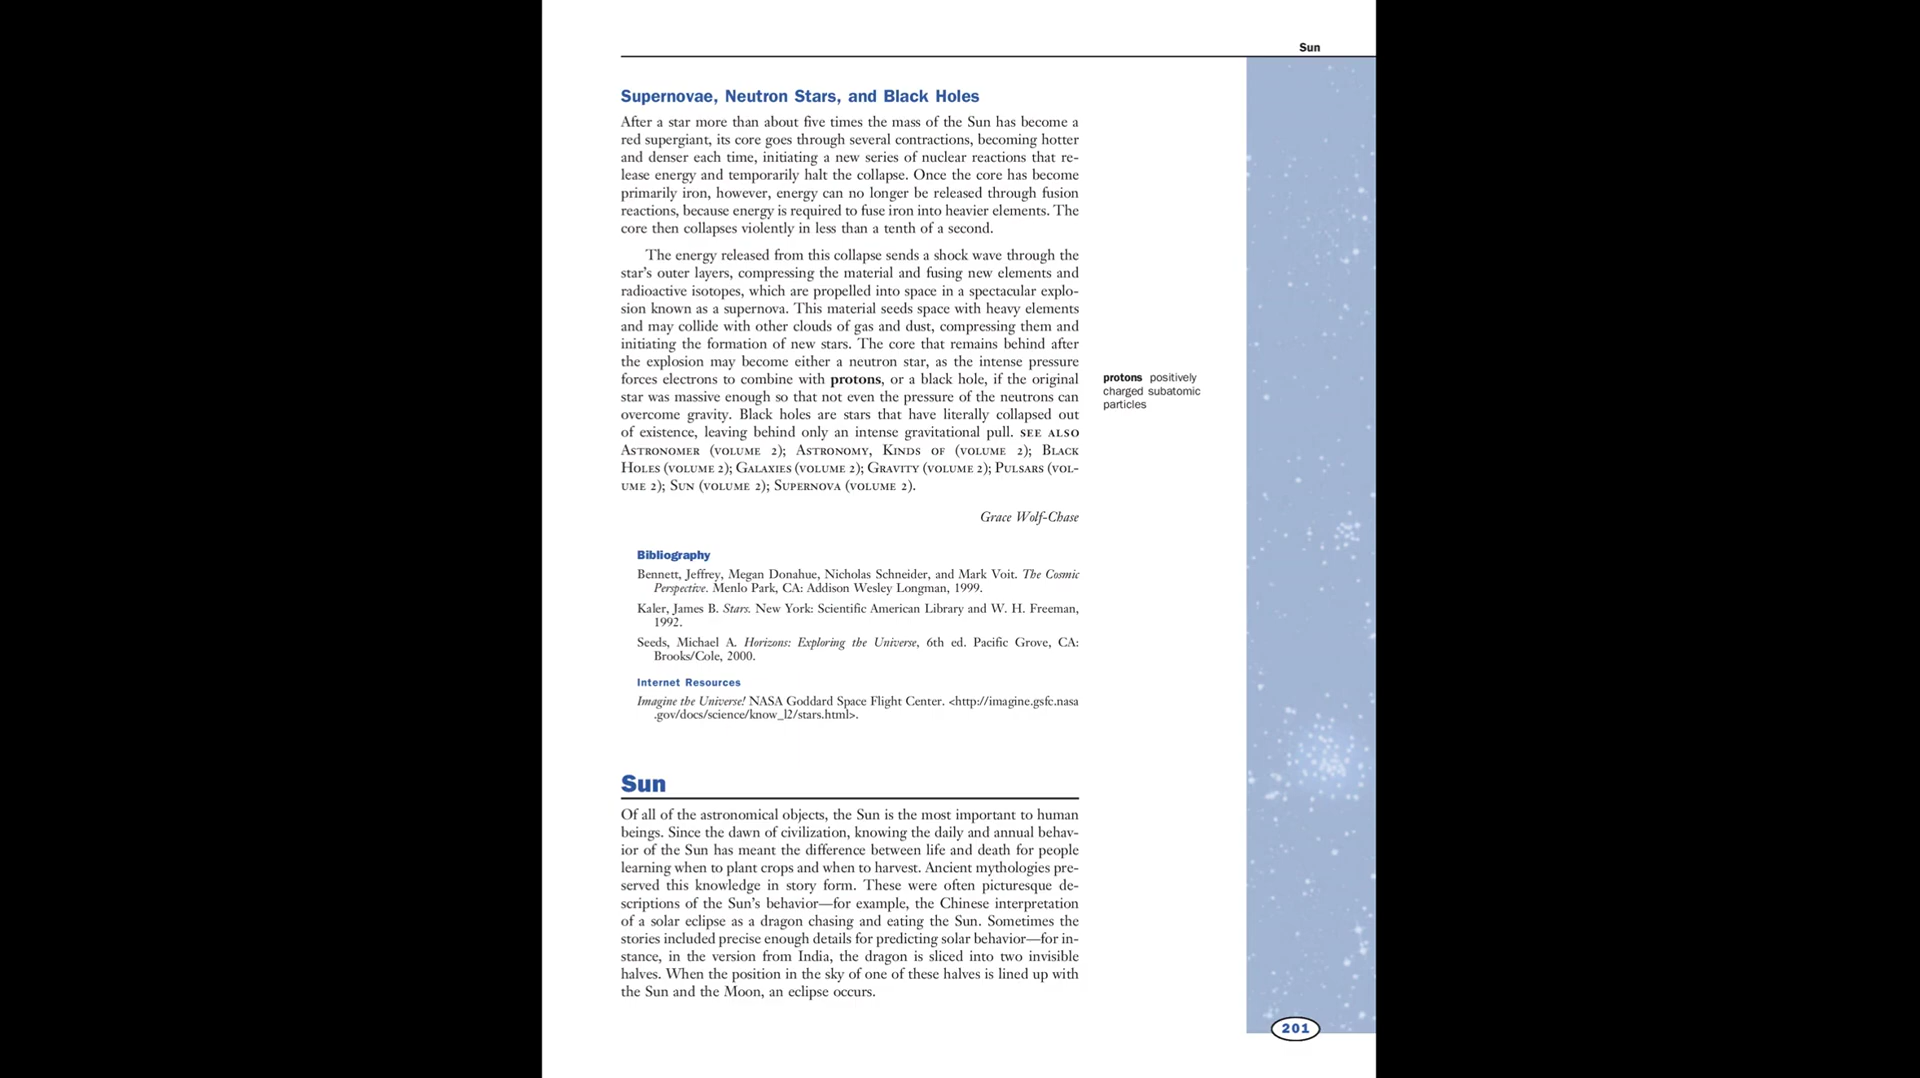 Sun
Supernovae, Neutron Stars, and Black Holes
After a star more than about five times the mass of the Sun has become a
red supergiant, its core goes through several contractions, becoming hotter
and denser each time, initiating a new series of nuclear reactions that re-
lease energy and temporarily halt the collapse. Once the core has become
primarily iron, however, energy can no longer be released through fusion
reactions, because energy is required to fuse iron into heavier elements. The
core then collapses violently in less than a tenth of a second.
The energy released from this collapse sends a shock wave through the
star's outer layers, compressing the material and fusing new elements and
radioactive isotopes, which are propelled into space in a spectacular explo-
sion known as a supernova. This material seeds space with heavy elements
and may collide with other clouds of gas and dust, compressing them and
initiating the formation of new stars. The core that remains behind after
the explosion may become either a neutron star, as the intense pressure
forces electrons to combine with protons, or a black hole, if the original
star was massive enough so that not even the pressure of the neutrons can
overcome gravity. Black holes are stars that have literally collapsed out
of existence, leaving behind only an intense gravitational pull. SEE ALSO
ASTRONOMER (VOLUME 2); ASTRONOMY, KINDS OF (VOLUME 2); BLACK
HOLES (VOLUME 2); GALAXIES (VOLUME 2); GRAVITY (VOLUME 2); PULSARS (VOL-
UME 2); SUN (VOLUME 2); SUPERNOVA (VOLUME 2).
protons positively
charged subatomic
particles
Grace Wolf-Chase
Bibliography
Bennett, Jeffrey, Megan Donahue, Nicholas Schneider, and Mark Voit. The Cosmic
Perspective. Menlo Park, CA: Addison Wesley Longman, 1999.
Kaler, James B. Stars. New York: Scientific American Library and W. H. Freeman,
1992.
Seeds, Michael A. Horizons: Exploring the Universe, 6th ed. Pacific Grove, CA:
Brooks/Cole, 2000.
Internet Resources
Imagine the Universe! NASA Goddard Space Flight Center. <http://imagine.gsfc.nasa
.gov/docs/science/know_l2/stars.html>.
Sun
Of all of the astronomical objects, the Sun is the most important to human
beings. Since the dawn of civilization, knowing the daily and annual behav-
ior of the Sun has meant the difference between life and death for people
learning when to plant crops and when to harvest. Ancient mythologies pre-
served this knowledge in story form. These were often picturesque de-
scriptions of the Sun's behavior—for example, the Chinese interpretation
of a solar eclipse as a dragon chasing and eating the Sun. Sometimes the
stories included precise enough details for predicting solar behavior—for in-
stance, in the version from India, the dragon is sliced into two invisible
halves. When the position in the sky of one of these halves is lined up with
the Sun and the Moon, an eclipse occurs.
201